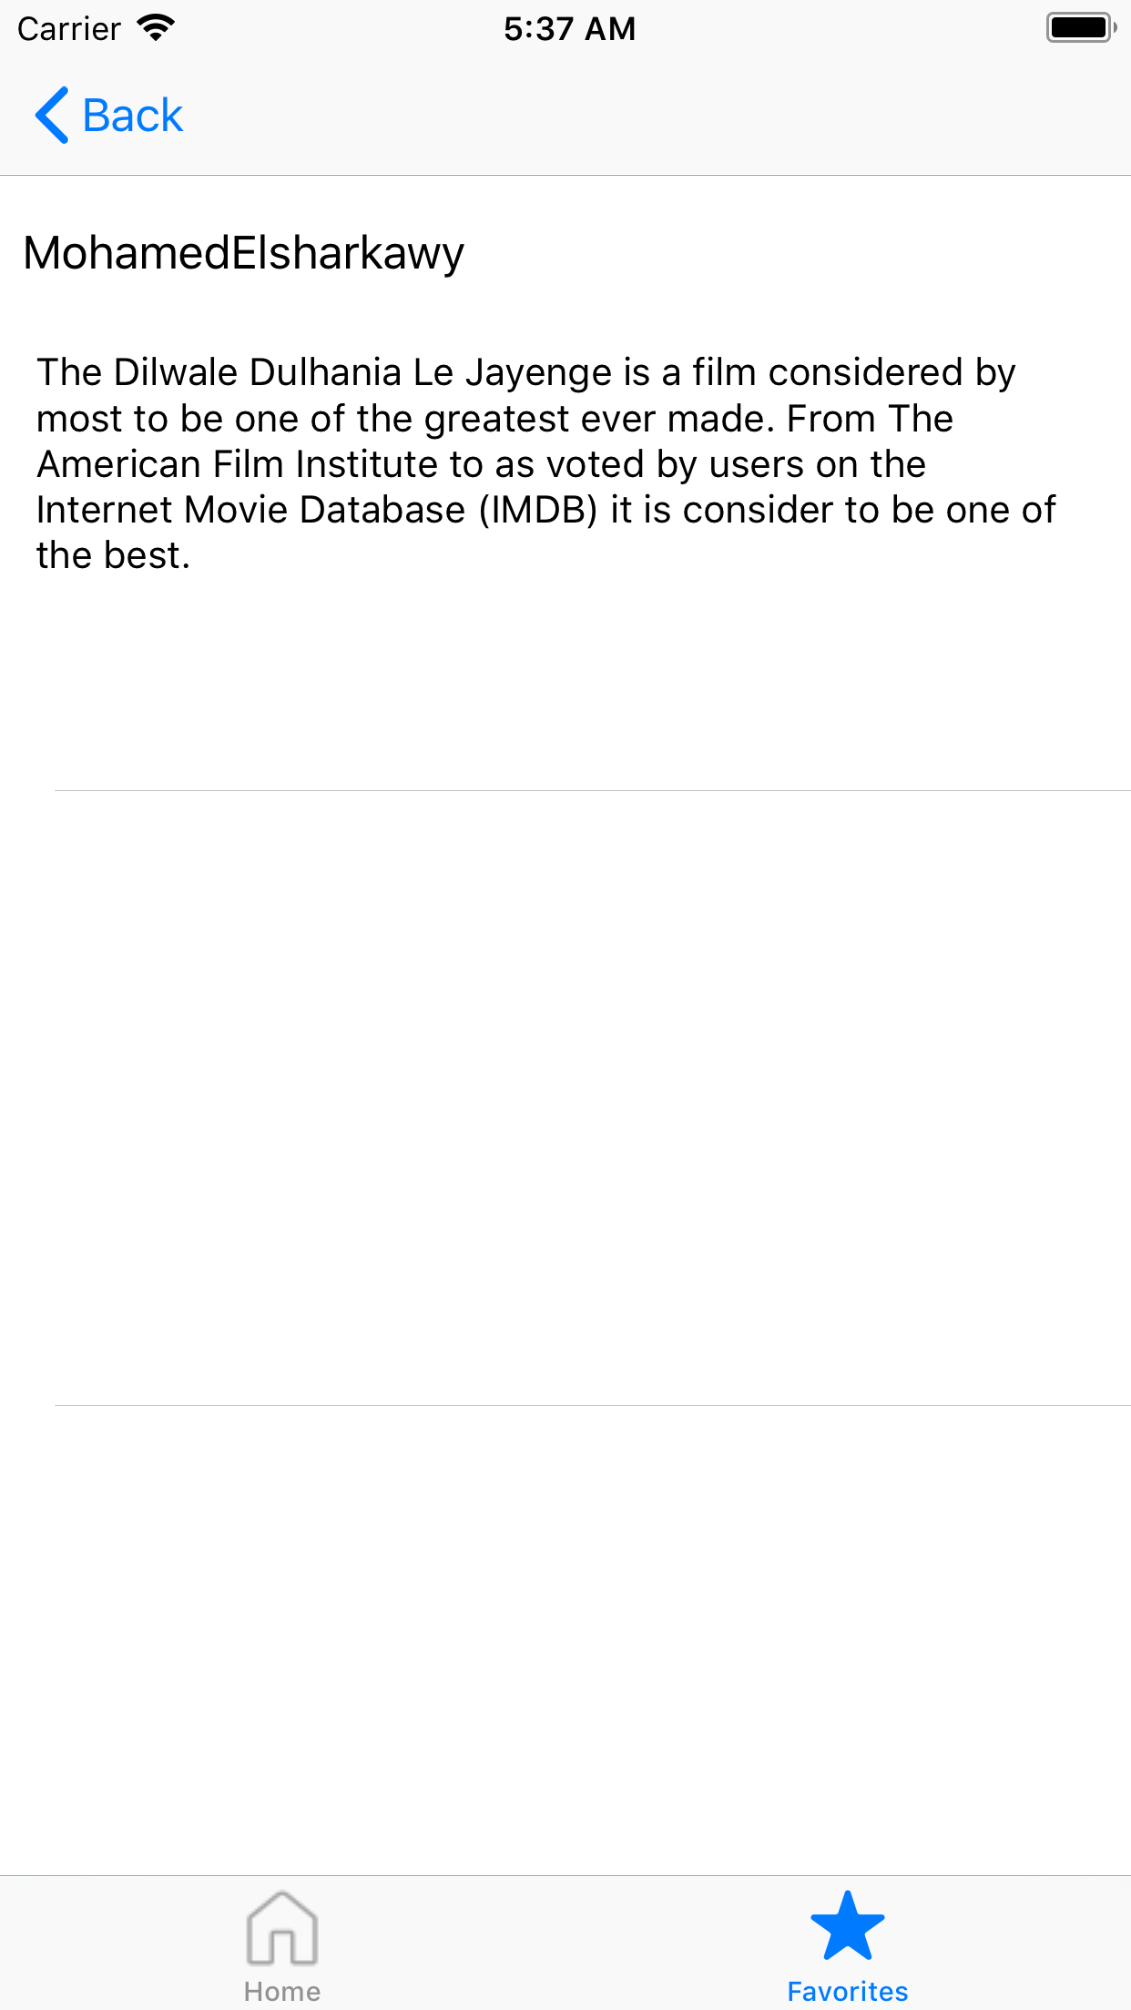 Carrier 5:37 AM
Back
MohamedElsharkawy
The Dilwale Dulhania Le Jayenge is a film considered by
most to be one of the greatest ever made. From The
American Film Institute to as voted by users on the
Internet Movie Database (IMDB) it is consider to be one of
the best.
Home Favorites